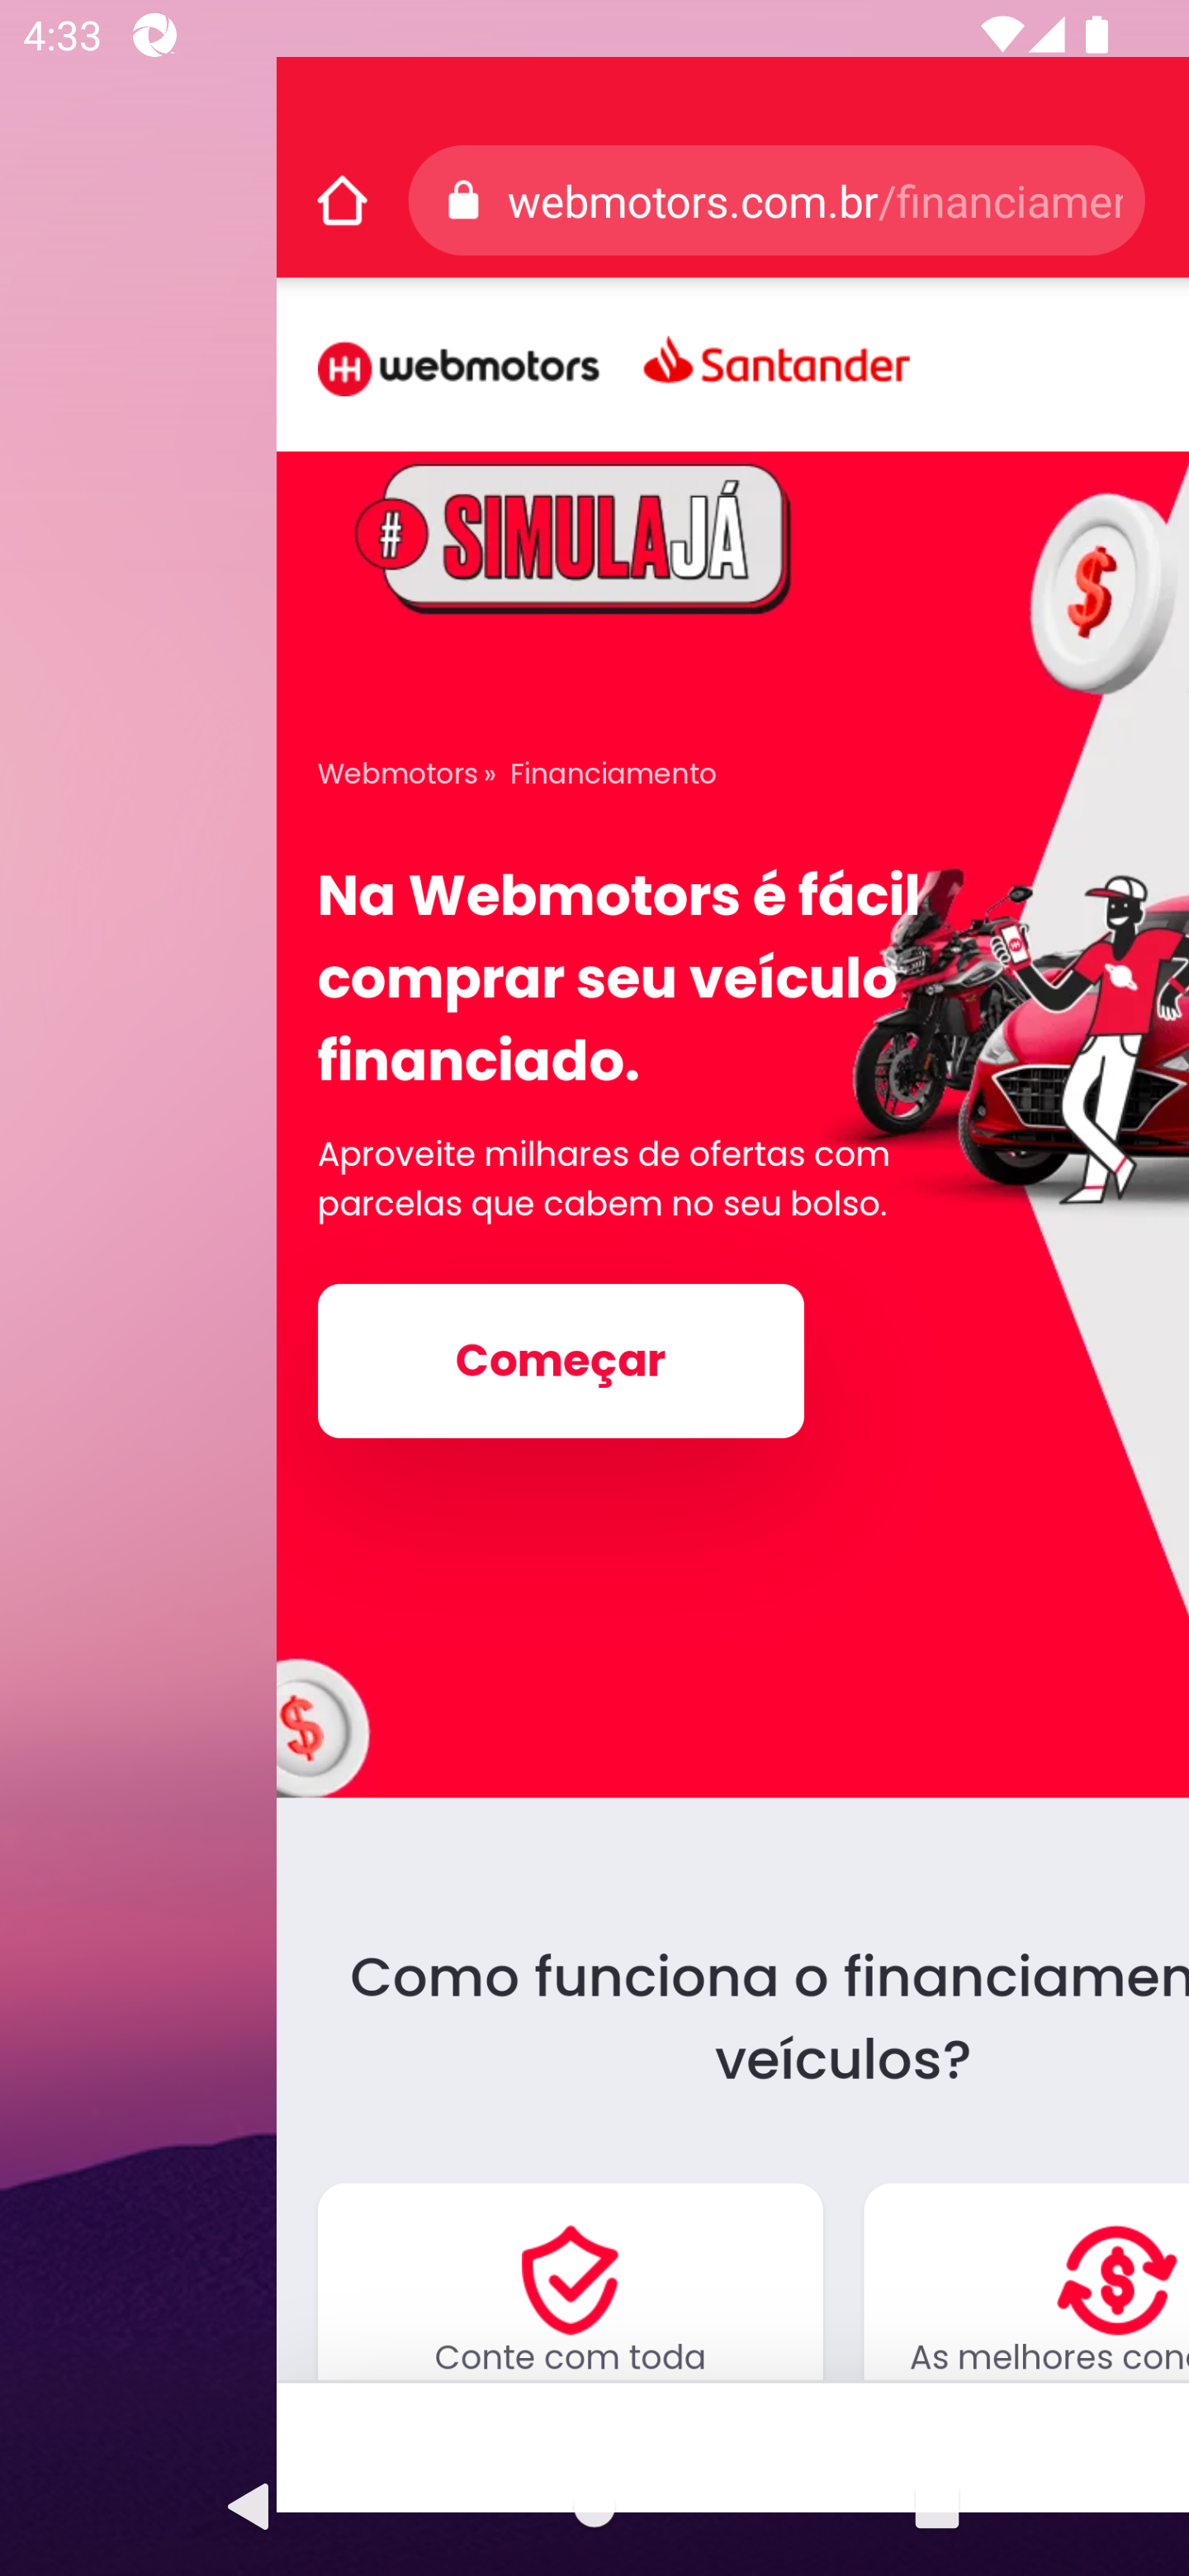 4:33
webmotors.com.br/financiamen
webmotors Santander
# SIMULAJÁ
Webmotors » Financiamento
Na Webmotors é fácil
comprar seu veículo
financiado.
Aproveite milhares de ofertas com
parcelas que cabem no seu bolso.
Começar
Como funciona o financiamen
veículos?
Conte com toda
As melhores con